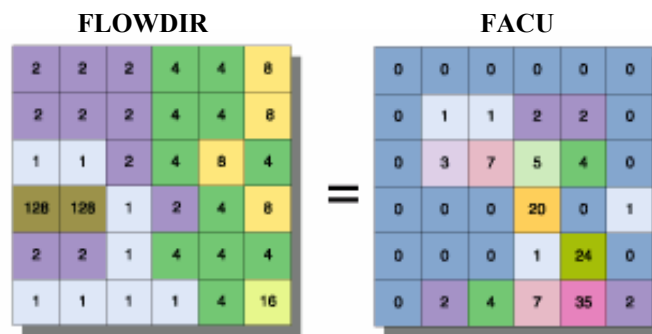 FLOWDIR FACU
2 2 2 4 4 8 0 0 0 0 0 0
2 2 2 4 4 8 0 1 1 2 2 0
1 1 2 4 8 4 0 3 7 5 4 0
128 128 1 2 4 8 = 0 0 0 20 0 1
2 2 1 4 4 4 0 0 0 1 24 0
1 1 1 1 4 16 0 2 4 7 35 2